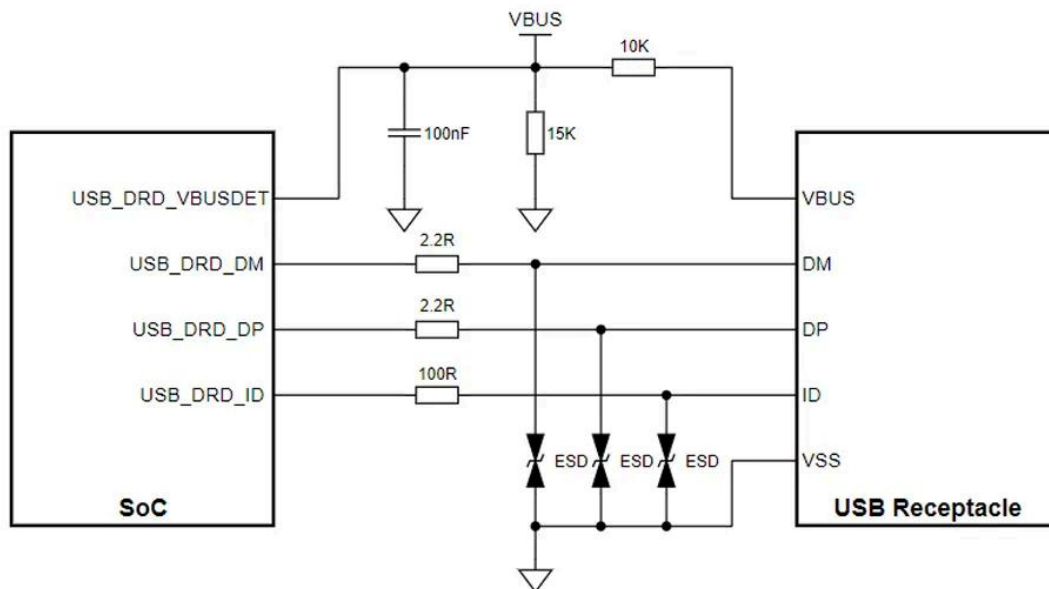 VBUS
10K
100nF
15K
USB_DRD_VBUSDET
VBUS
2.2R
USB_DRD_DM
DM
2.2R
USB_DRD_DP
DP
100R
USB_DRD_ID
ID
ESD
ESD
ESD
VSS
SoC
USB Receptacle